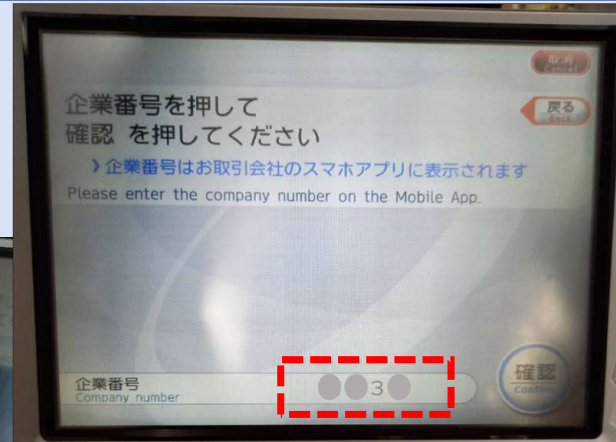 取消
Cancel
企業番号を押して
確認 を押してください
戻る
Back
》企業番号はお取引会社のスマホアプリに表示されます
Please enter the company number on the Mobile App.
企業番号
Company number
●●3●
確認
Confirm